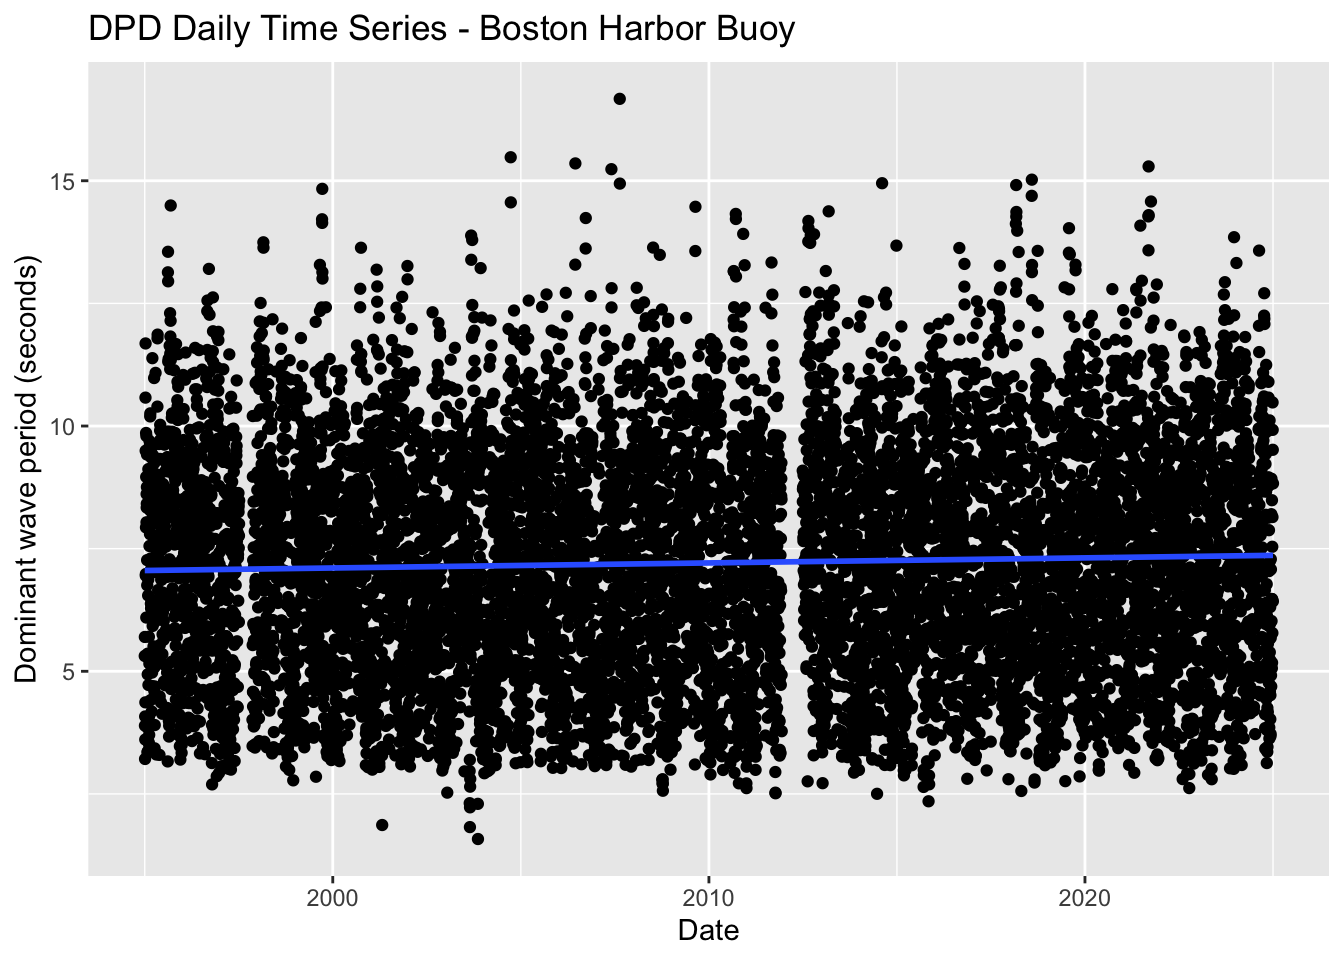 DPD Daily Time Series - Boston Harbor Buoy
Dominant wave period (seconds)
15
10
5
2000
2010
2020
Date